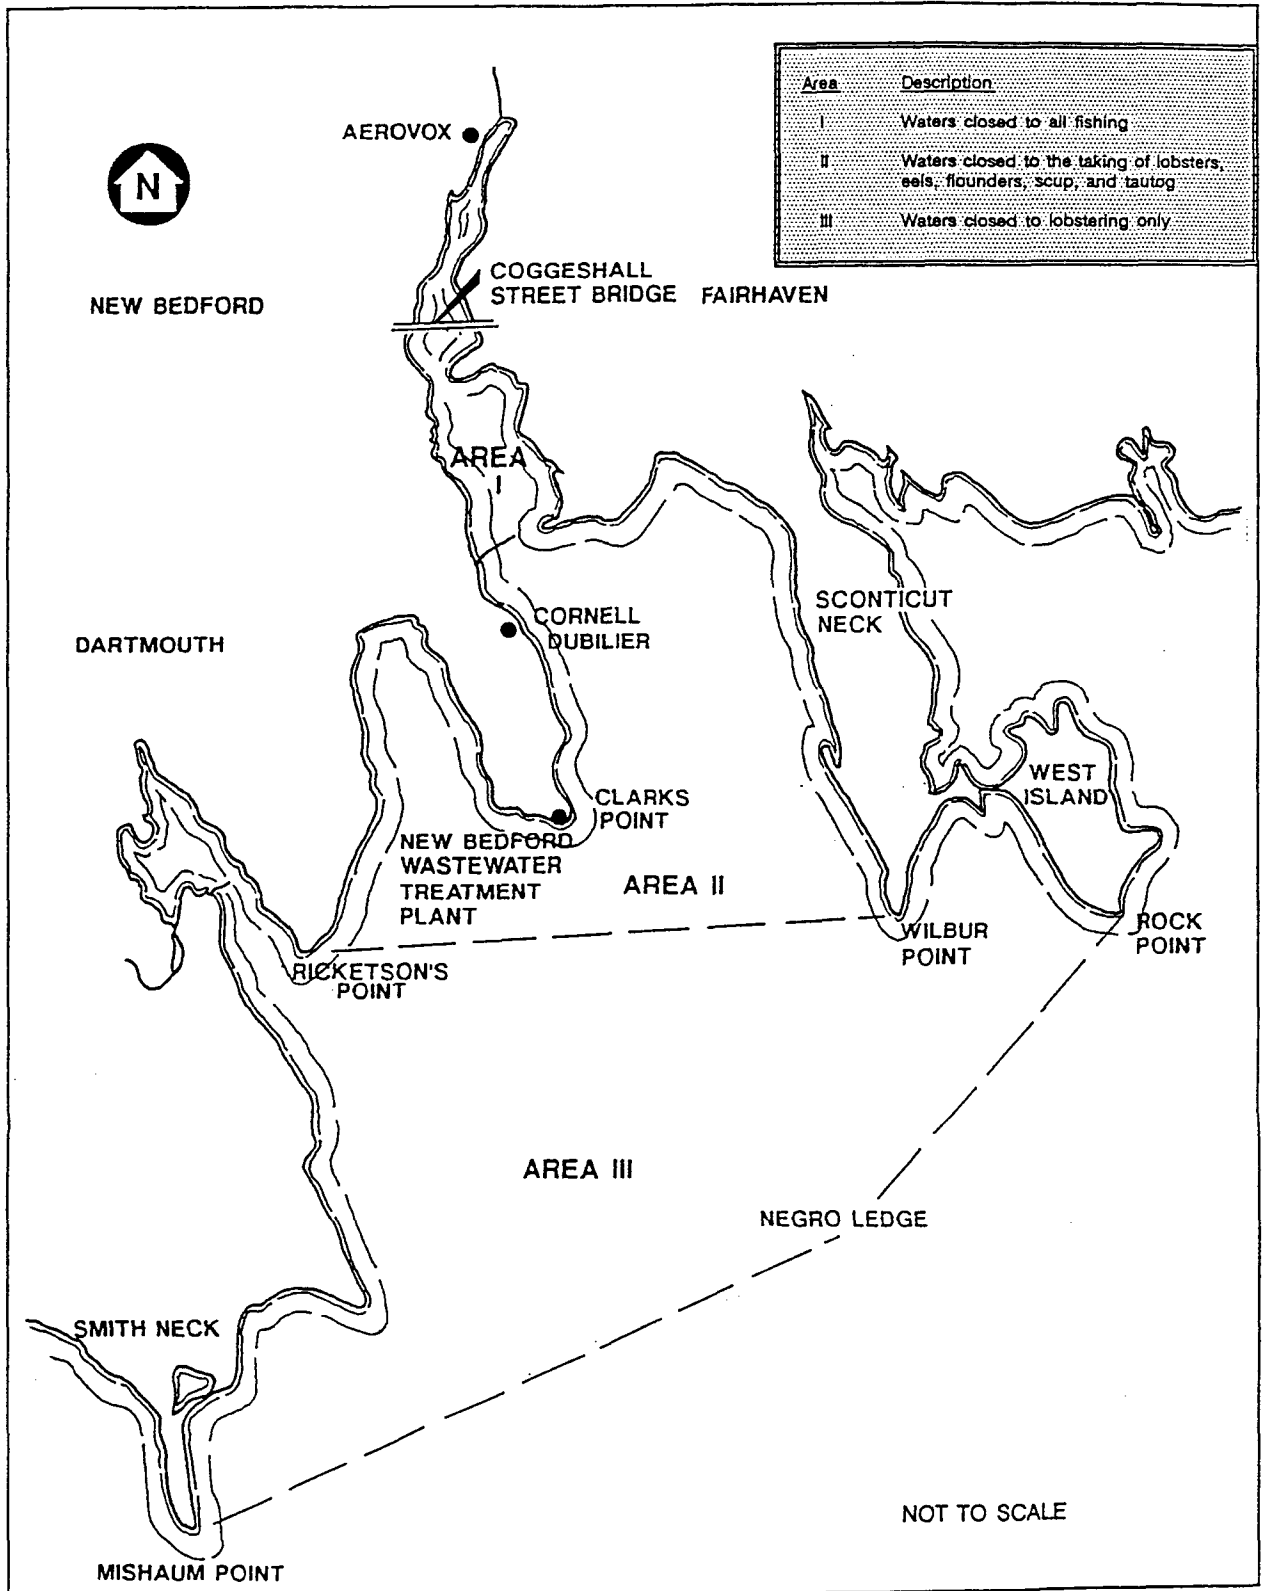 Area Description
I Waters closed to all fishing
II Waters closed to the taking of lobsters,
eels, flounders, scup, and tautog
III Waters closed to lobstering only
AEROVOX
N
COGGESHALL
STREET BRIDGE
FAIRHAVEN
NEW BEDFORD
AREA
I
SCONTICUT
NECK
CORNELL
DUBILIER
DARTMOUTH
WEST
ISLAND
CLARKS
POINT
NEW BEDFORD
WASTEWATER
TREATMENT
PLANT
AREA II
WILBUR
POINT
ROCK
POINT
RICKETSON'S
POINT
AREA III
NEGRO LEDGE
SMITH NECK
NOT TO SCALE
MISHAUM POINT